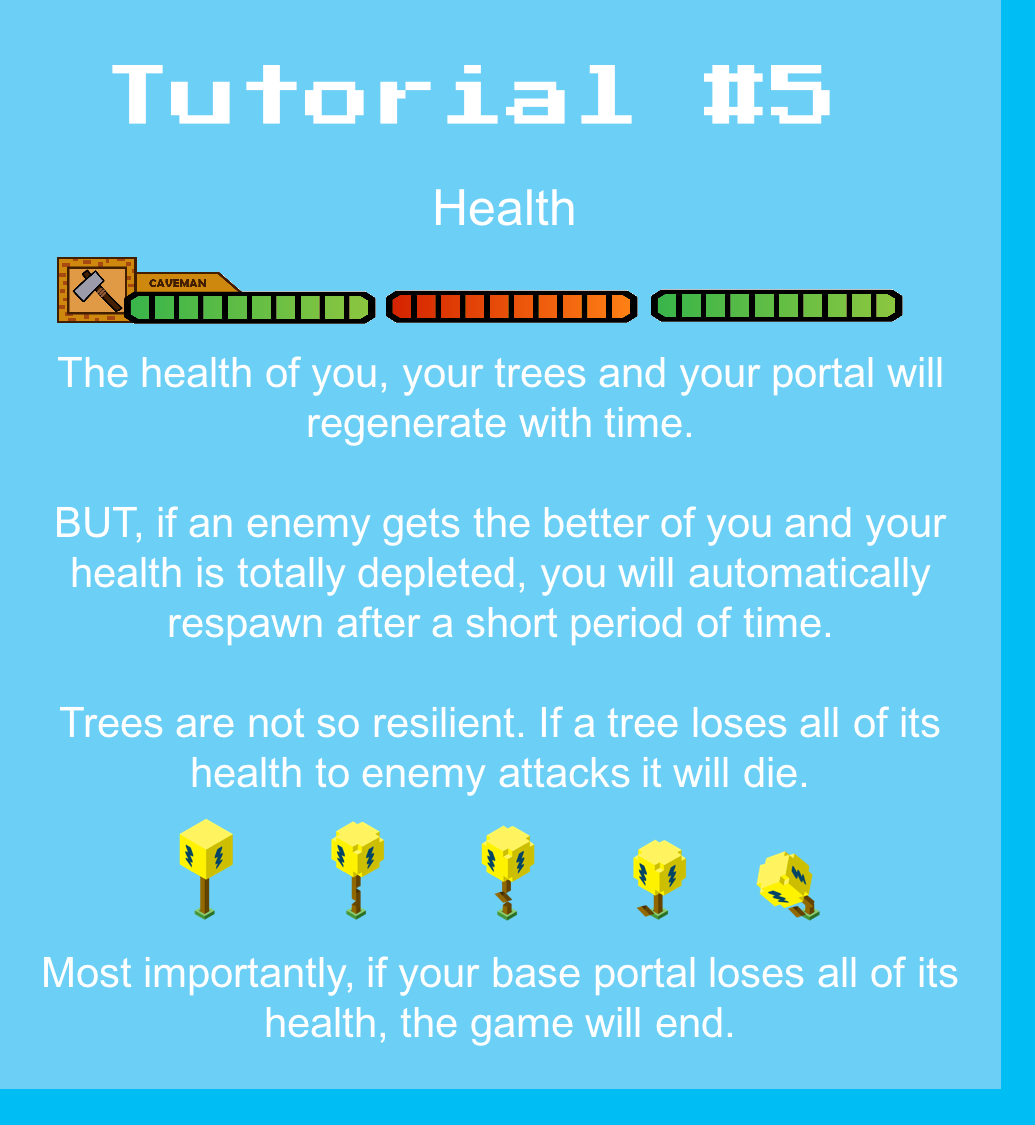 Tutorial #5
Health
CAVEMAN
The health of you, your trees and your portal will
regenerate with time.
BUT, if an enemy gets the better of you and your
health is totally depleted, you will automatically
respawn after a short period of time.
Trees are not so resilient. If a tree loses all of its
health to enemy attacks it will die.
Most importantly, if your base portal loses all of its
health, the game will end.